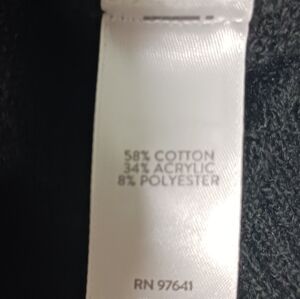 58% COTTON
34% ACRYLIC
8% POLYESTER
RN 97641